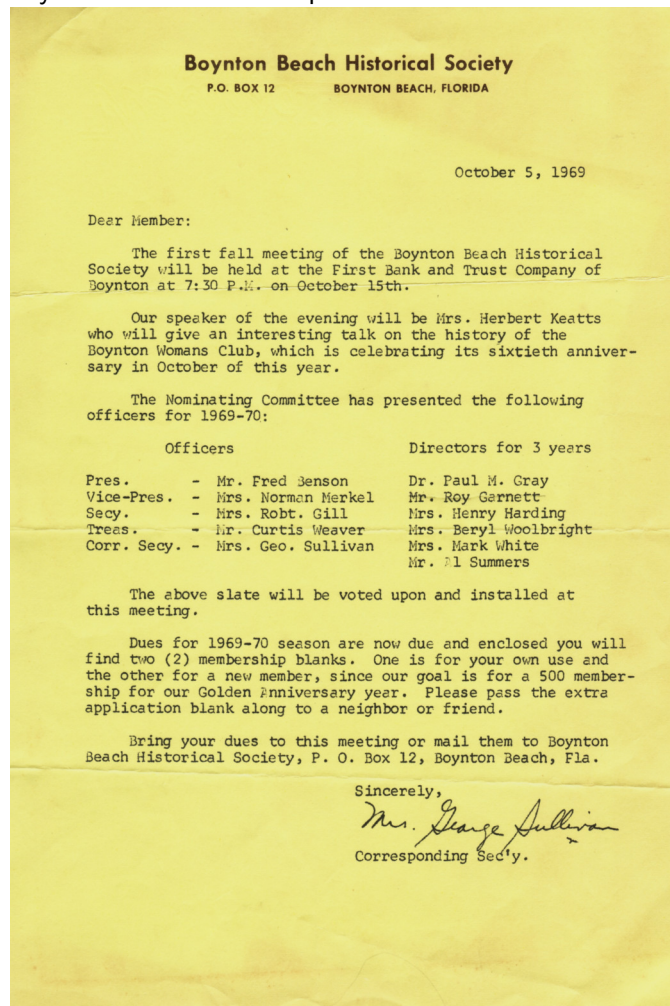 Boynton Beach Historical Society
P.O. BOX 12 BOYNTON BEACH, FLORIDA
October 5, 1969
Dear Member:
The first fall meeting of the Boynton Beach Historical
Society will be held at the First Bank and Trust Company of
Boynton at 7:30 P.M. on October 15th.
Our speaker of the evening will be Mrs. Herbert Keatts
who will give an interesting talk on the history of the
Boynton Womans Club, which is celebrating its sixtieth anniver-
sary in October of this year.
The Nominating Committee has presented the following
officers for 1969-70:
Officers Directors for 3 years
Pres. - Mr. Fred Benson Dr. Paul M. Gray
Vice-Pres. - Mrs. Norman Merkel Mr. Roy Garnett
Secy. - Mrs. Robt. Gill Mrs. Henry Harding
Treas. - Mr. Curtis Weaver Mrs. Beryl Woolbright
Corr. Secy. - Mrs. Geo. Sullivan Mrs. Mark White
Mr. Al Summers
The above slate will be voted upon and installed at
this meeting.
Dues for 1969-70 season are now due and enclosed you will
find two (2) membership blanks. One is for your own use and
the other for a new member, since our goal is for a 500 member-
ship for our Golden Anniversary year. Please pass the extra
application blank along to a neighbor or friend.
Bring your dues to this meeting or mail them to Boynton
Beach Historical Society, P. O. Box 12, Boynton Beach, Fla.
Sincerely,
Mrs. George Sullivan
Corresponding Sec'y.